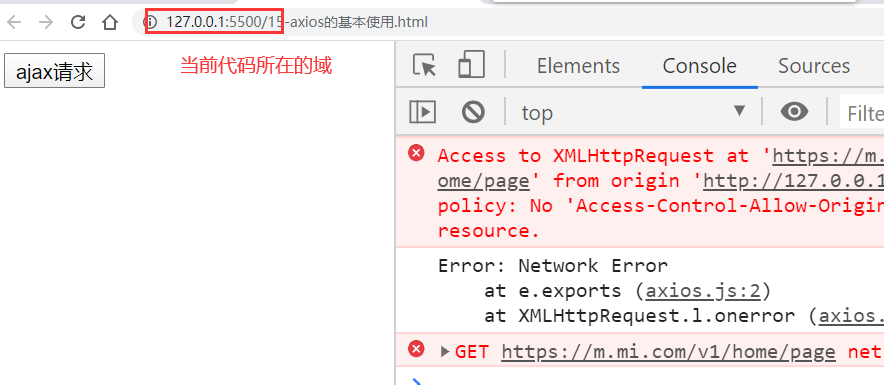 127.0.0.1:5500/15-axios的基本使用.html
ajax请求
当前代码所在的域
Elements Console Sources
top Filte
Access to XMLHttpRequest at 'https://m.
ome/page' from origin 'http://127.0.0.1
policy: No 'Access-Control-Allow-Origin
resource.
Error: Network Error
at e.exports (axios.js:2)
at XMLHttpRequest.l.onerror (axios.
GET https://m.mi.com/v1/home/page net